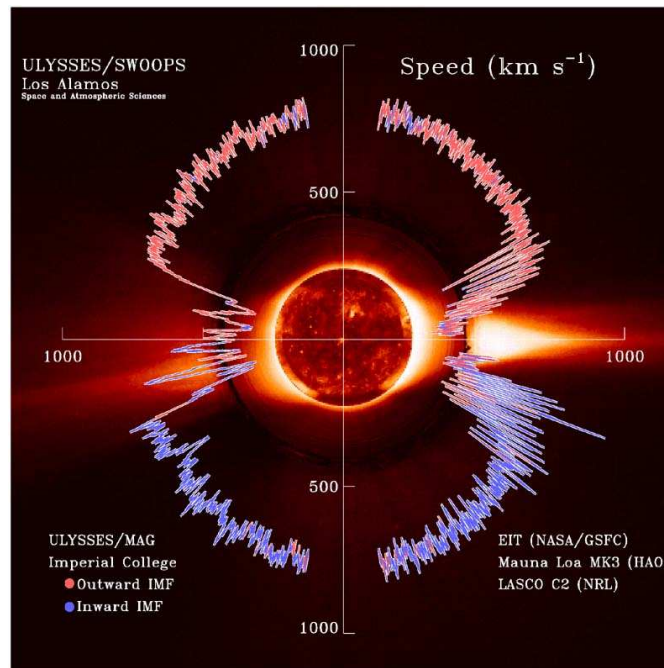 1000
ULYSSES/SWOOPS
Los Alamos
Space and Atmospheric Sciences
Speed (km s⁻¹)
500
1000
1000
500
ULYSSES/MAG
Imperial College
Outward IMF
Inward IMF
EIT (NASA/GSFC)
Mauna Loa MK3 (HAO
LASCO C2 (NRL)
1000